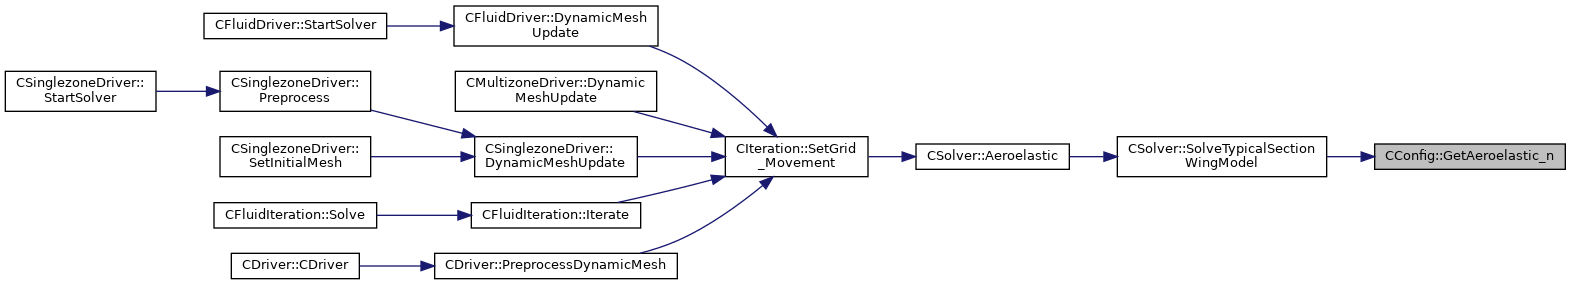 CFluidDriver::StartSolver
CFluidDriver::DynamicMesh
Update
CSinglezoneDriver::
StartSolver
CSinglezoneDriver::
Preprocess
CMultizoneDriver::Dynamic
MeshUpdate
CSinglezoneDriver::
SetInitialMesh
CSinglezoneDriver::
DynamicMeshUpdate
CIteration::SetGrid
_Movement
CSolver::Aeroelastic
CSolver::SolveTypicalSection
WingModel
CConfig::GetAeroelastic_n
CFluidIteration::Solve
CFluidIteration::Iterate
CDriver::CDriver
CDriver::PreprocessDynamicMesh